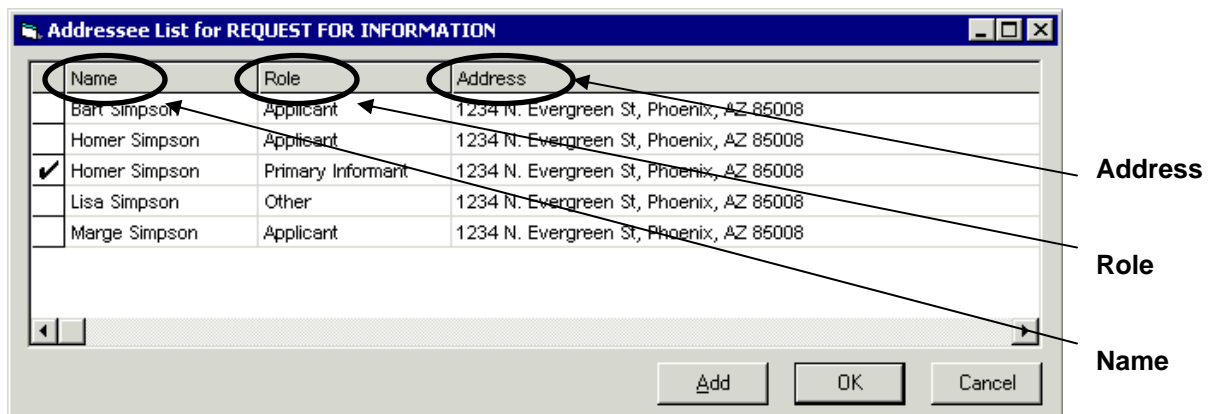 Addressee List for REQUEST FOR INFORMATION
Name Role Address
Bart Simpson Applicant 1234 N. Evergreen St, Phoenix, AZ 85008
Homer Simpson Applicant 1234 N. Evergreen St, Phoenix, AZ 85008
Homer Simpson Primary Informant 1234 N. Evergreen St, Phoenix, AZ 85008
Lisa Simpson Other 1234 N. Evergreen St, Phoenix, AZ 85008
Marge Simpson Applicant 1234 N. Evergreen St, Phoenix, AZ 85008
Add OK Cancel
Address
Role
Name